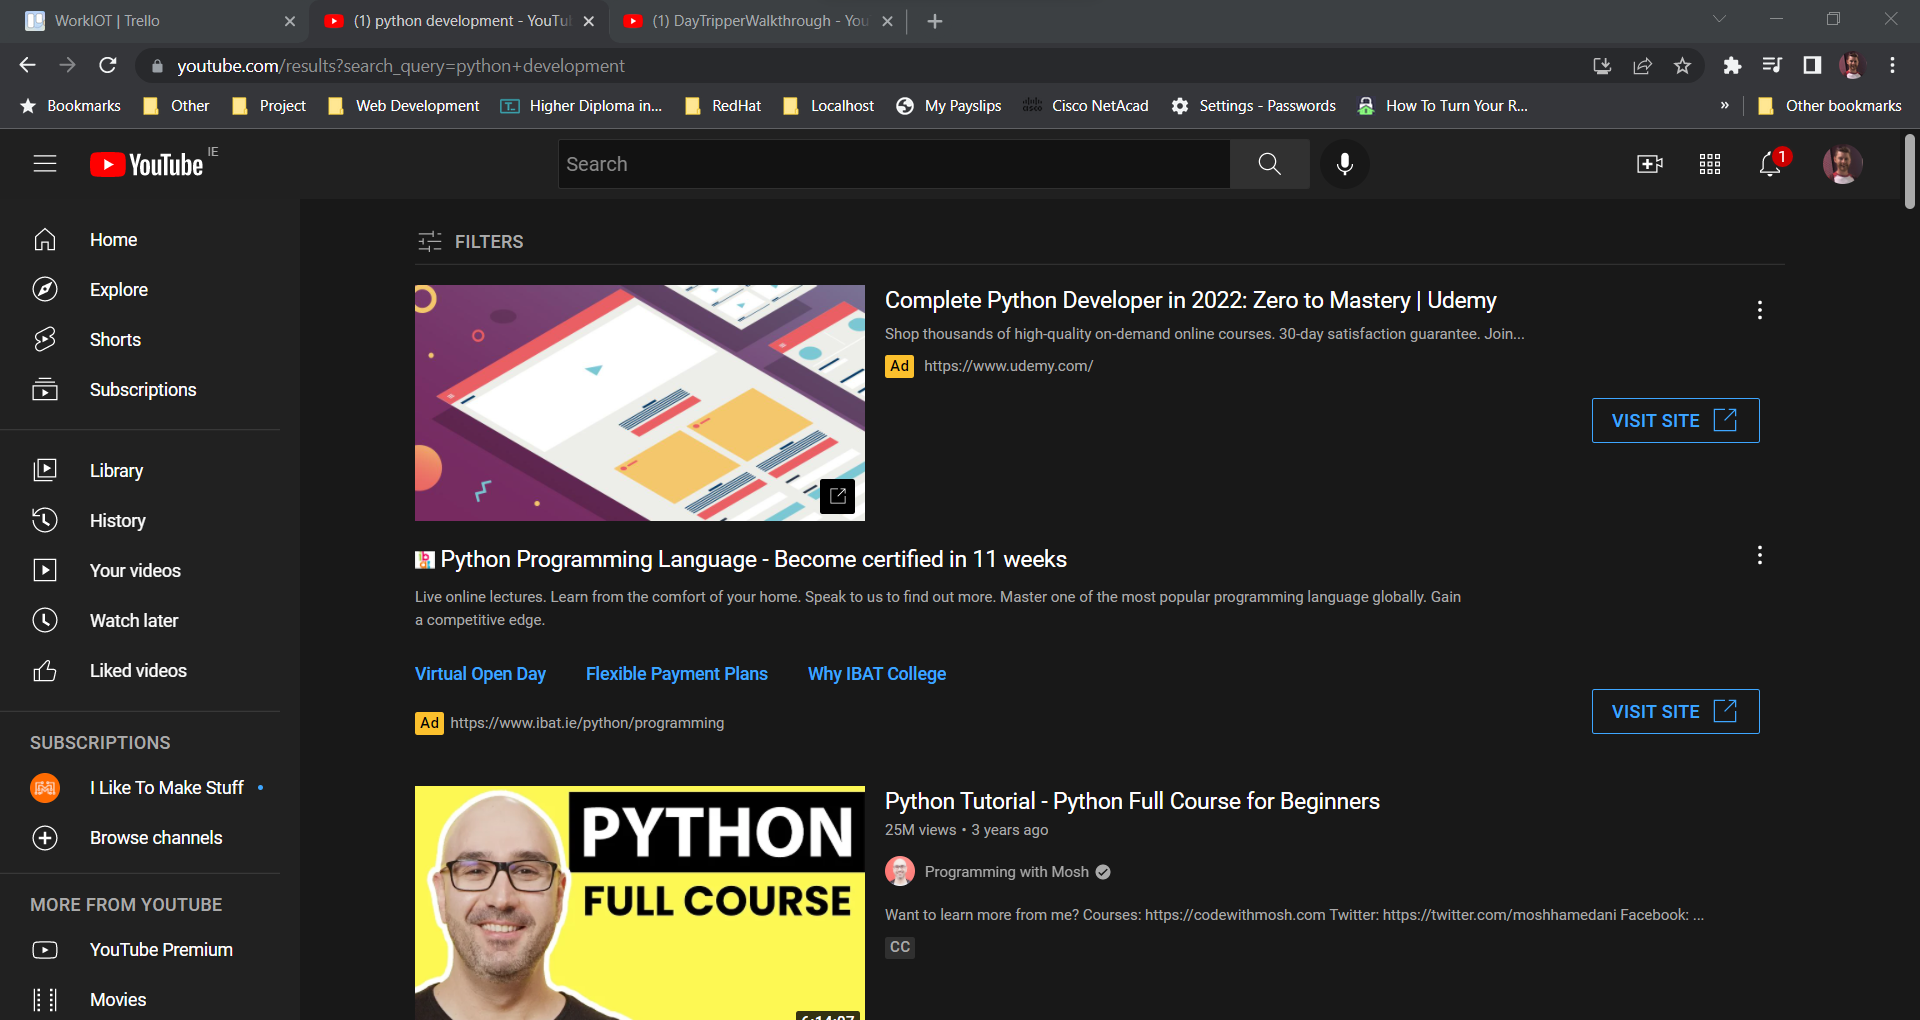 WorkIOT | Trello
(1) python development - YouTu
(1) DayTripperWalkthrough - You
youtube.com/results?search_query=python+development
Bookmarks
Other
Project
Web Development
Higher Diploma in...
RedHat
Localhost
My Payslips
Cisco NetAcad
Settings - Passwords
How To Turn Your R...
»
Other bookmarks
YouTube IE
Search
1
Home
Explore
Shorts
Subscriptions
Library
History
Your videos
Watch later
Liked videos
SUBSCRIPTIONS
I Like To Make Stuff
Browse channels
MORE FROM YOUTUBE
YouTube Premium
Movies
FILTERS
Complete Python Developer in 2022: Zero to Mastery | Udemy
Shop thousands of high-quality on-demand online courses. 30-day satisfaction guarantee. Join...
Ad https://www.udemy.com/
VISIT SITE
Python Programming Language - Become certified in 11 weeks
Live online lectures. Learn from the comfort of your home. Speak to us to find out more. Master one of the most popular programming language globally. Gain
a competitive edge.
Virtual Open Day
Flexible Payment Plans
Why IBAT College
Ad https://www.ibat.ie/python/programming
VISIT SITE
PYTHON
FULL COURSE
Python Tutorial - Python Full Course for Beginners
25M views • 3 years ago
Programming with Mosh
Want to learn more from me? Courses: https://codewithmosh.com Twitter: https://twitter.com/moshhamedani Facebook: ...
CC